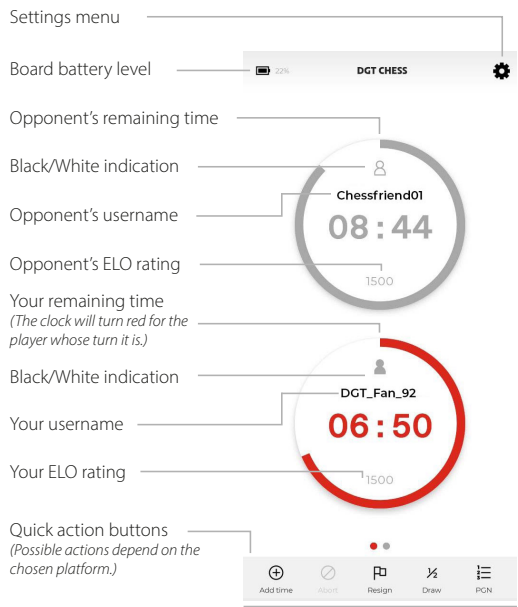 Settings menu
Board battery level
22%
DGT CHESS
Opponent's remaining time
Black/White indication
Chessfriend01
Opponent's username
08:44
Opponent's ELO rating
1500
Your remaining time
(The clock will turn red for the
player whose turn it is.)
Black/White indication
DGT_Fan_92
Your username
06:50
Your ELO rating
1500
Quick action buttons
(Possible actions depend on the
chosen platform.)
½
Add time
Abort
Resign
Draw
PGN